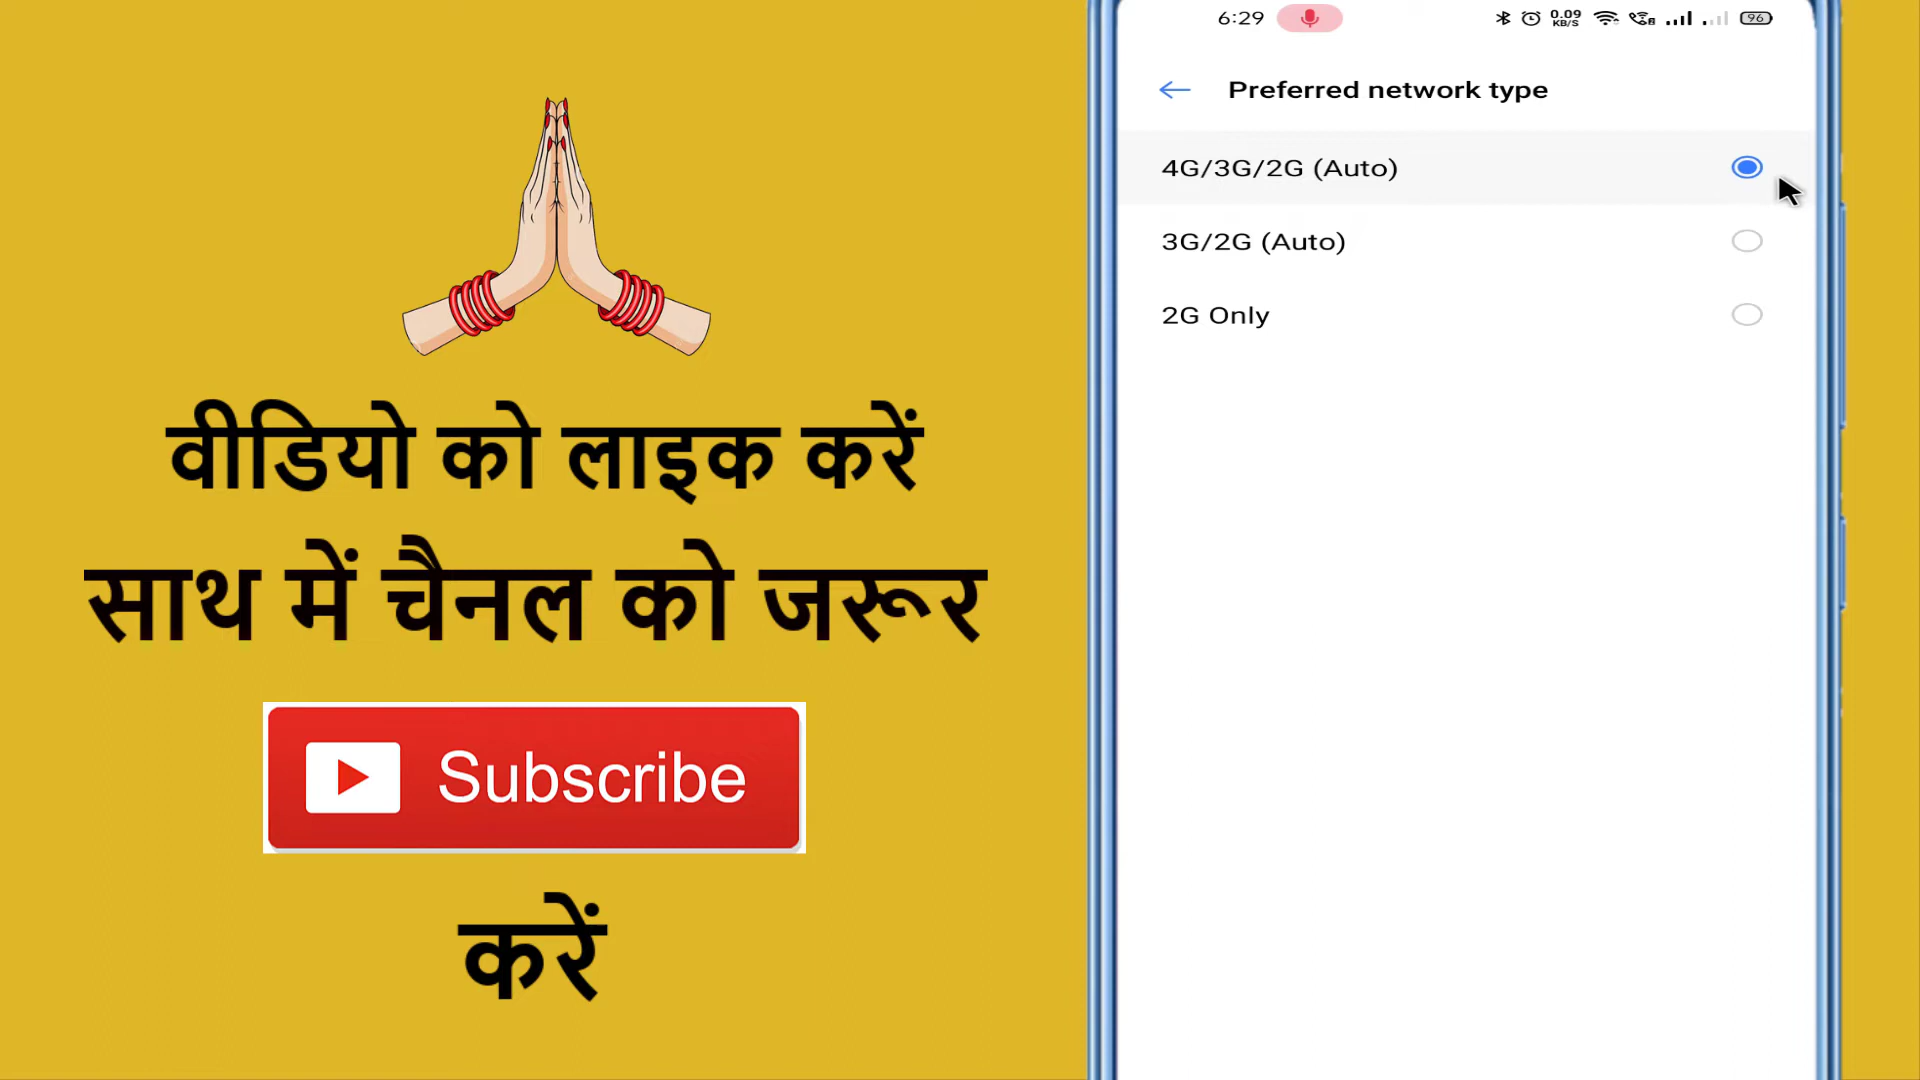 वीडियो को लाइक करें
साथ में चैनल को जरूर
Subscribe
करें
6:29
0.09
KB/S
96
Preferred network type
4G/3G/2G (Auto)
3G/2G (Auto)
2G Only